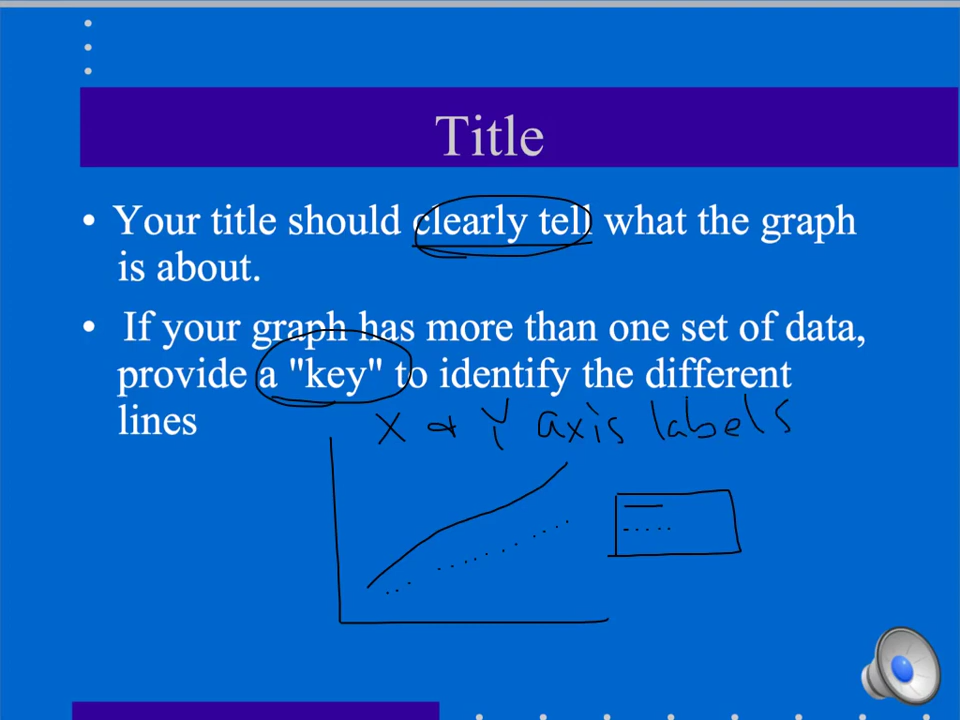 Title
• Your title should clearly tell what the graph
is about.
• If your graph has more than one set of data,
provide a "key" to identify the different
lines
X & Y axis labels